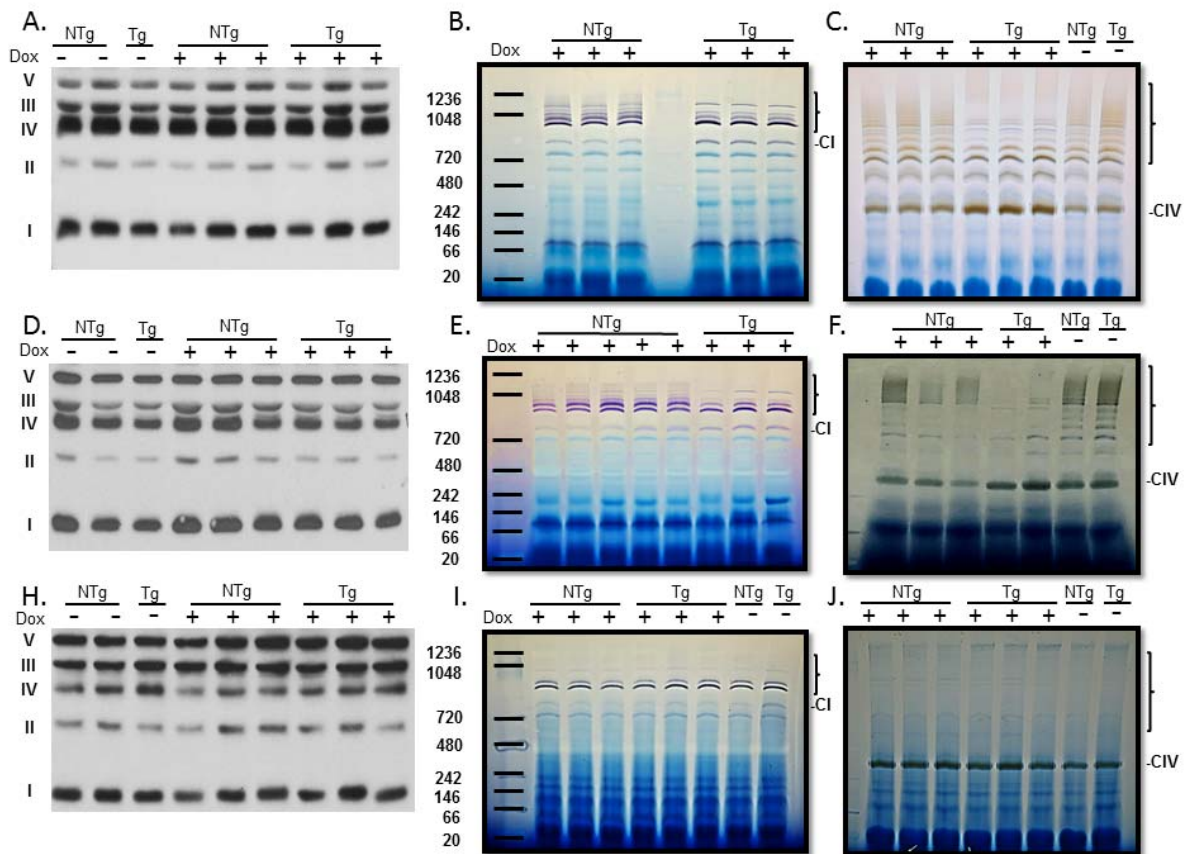 A.
NTg Tg NTg Tg
Dox - - - + + + + + +
V
III
IV
II
I
B.
NTg Tg
+ + + + + +
1236
1048
720
480
242
146
66
20
-CI
C.
NTg Tg NTg Tg
+ + + + + + - -
-CIV
D.
NTg Tg NTg Tg
Dox - - - + + + + + +
V
III
IV
II
I
E.
NTg Tg
Dox + + + + + + + +
1236
1048
720
480
242
146
66
20
-CI
F.
NTg Tg NTg Tg
+ + + + + - -
-CIV
H.
NTg Tg NTg Tg
Dox - - - + + + + + +
V
III
IV
II
I
I.
NTg Tg NTg Tg
Dox + + + + + + - -
1236
1048
720
480
242
146
66
20
-CI
J.
NTg Tg NTg Tg
+ + + + + + - -
-CIV